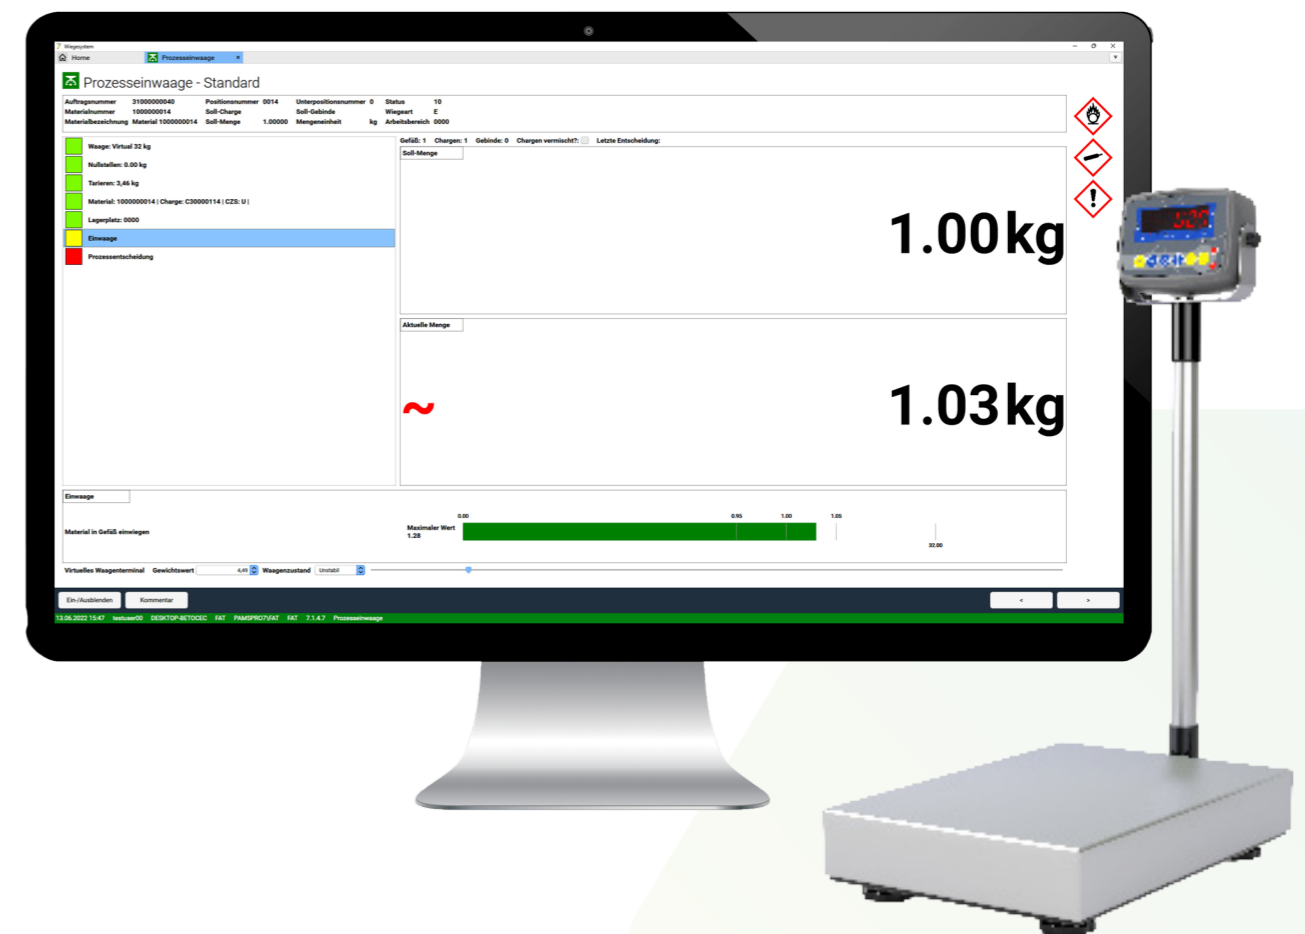 Wiegesystem
Home Prozesseinwaage ×
Prozesseinwaage - Standard
Auftragsnummer 31000000040 Positionsnummer 0014 Unterpositionsnummer 0 Status 10
Materialnummer 1000000014 Soll-Charge Soll-Gebinde Wiegeart E
Materialbezeichnung Material 1000000014 Soll-Menge 1.00000 Mengeneinheit kg Arbeitsbereich 0000
Gefäß: 1 Chargen: 1 Gebinde: 0 Chargen vermischt?: Letzte Entscheidung:
Waage: Virtual 32 kg
Nullstellen: 0.00 kg
Tarieren: 3,46 kg
Material: 1000000014 | Charge: C30000114 | CZS: U |
Lagerplatz: 0000
Einwaage
Prozessentscheidung
Soll-Menge
1.00 kg
Aktuelle Menge
~ 1.03 kg
Einwaage
0.00 0.95 1.00 1.05
Material in Gefäß einwiegen
Maximaler Wert
1.28
32.00
Virtuelles Waagenterminal Gewichtswert 4,49 Waagenzustand Unstabil
Ein-/Ausblenden Kommentar < >
13.06.2022 15:47 testuser00 DESKTOP-8ETOCEC FAT PAMSPRO7\FAT FAT 7.1.4.7 Prozesseinwaage